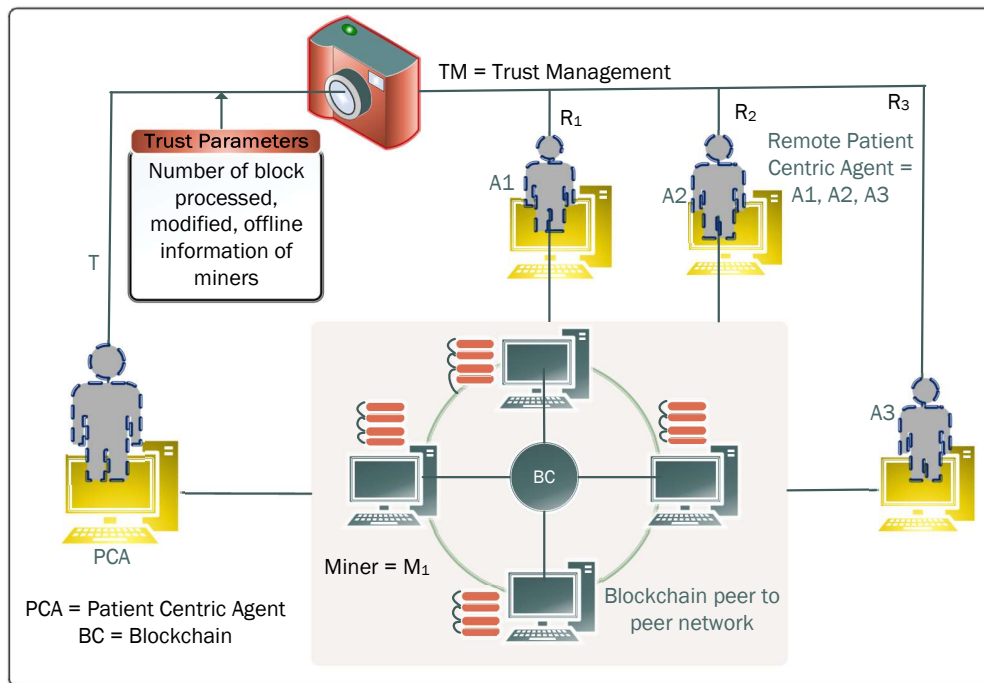 TM = Trust Management
R1
R2
R3
Trust Parameters
Number of block
processed,
modified, offline
information of
miners
Remote Patient
Centric Agent =
A1, A2, A3
A1
A2
T
A3
BC
PCA
Miner = M1
Blockchain peer to
peer network
PCA = Patient Centric Agent
BC = Blockchain